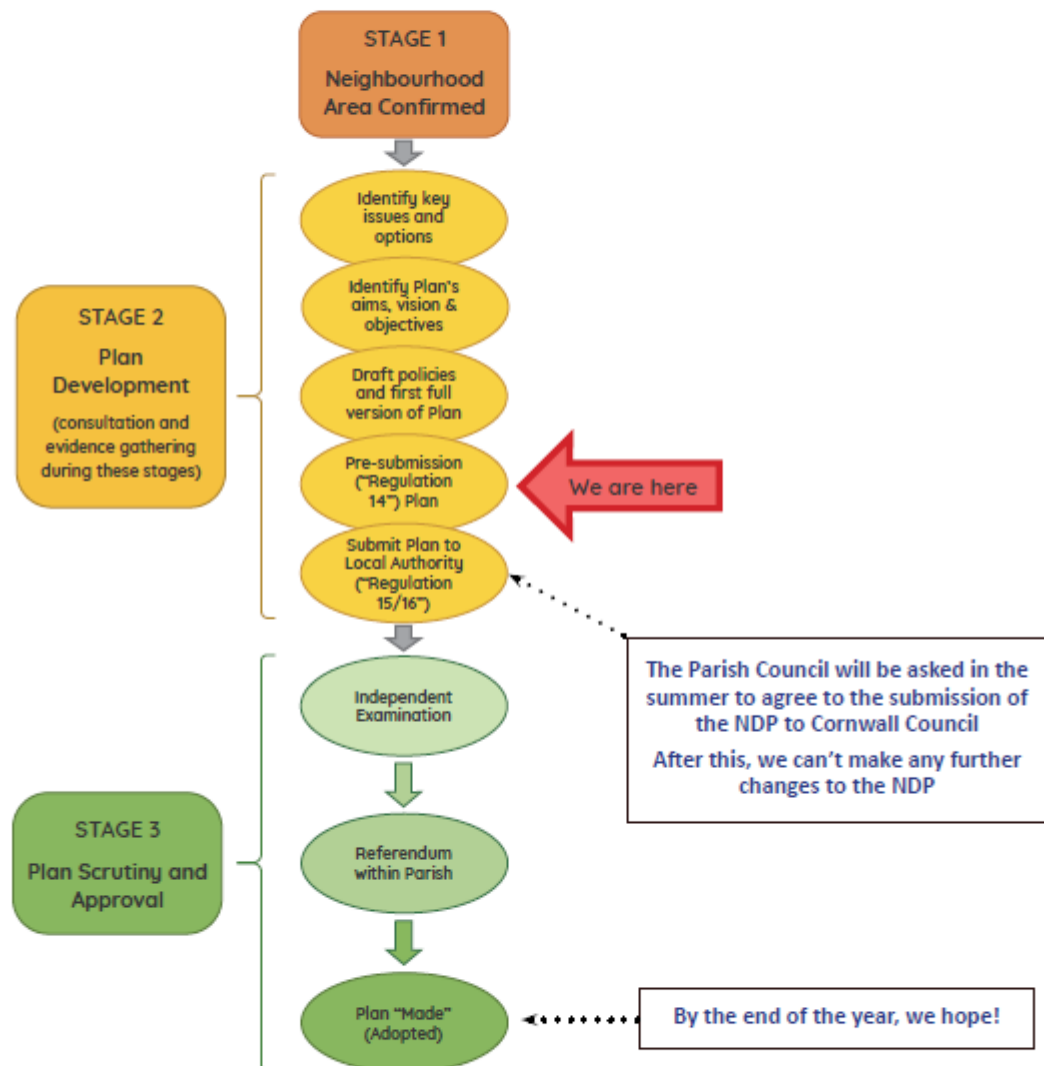 STAGE 1
Neighbourhood
Area Confirmed
Identify key
issues and
options
Identify Plan's
aims, vision &
objectives
STAGE 2
Plan
Development
(consultation and
evidence gathering
during these stages)
Draft policies
and first full
version of Plan
Pre-submission
("Regulation
14") Plan
We are here
Submit Plan to
Local Authority
("Regulation
15/16")
The Parish Council will be asked in the
summer to agree to the submission of
the NDP to Cornwall Council
After this, we can't make any further
changes to the NDP
Independent
Examination
STAGE 3
Plan Scrutiny and
Approval
Referendum
within Parish
Plan "Made"
(Adopted)
By the end of the year, we hope!